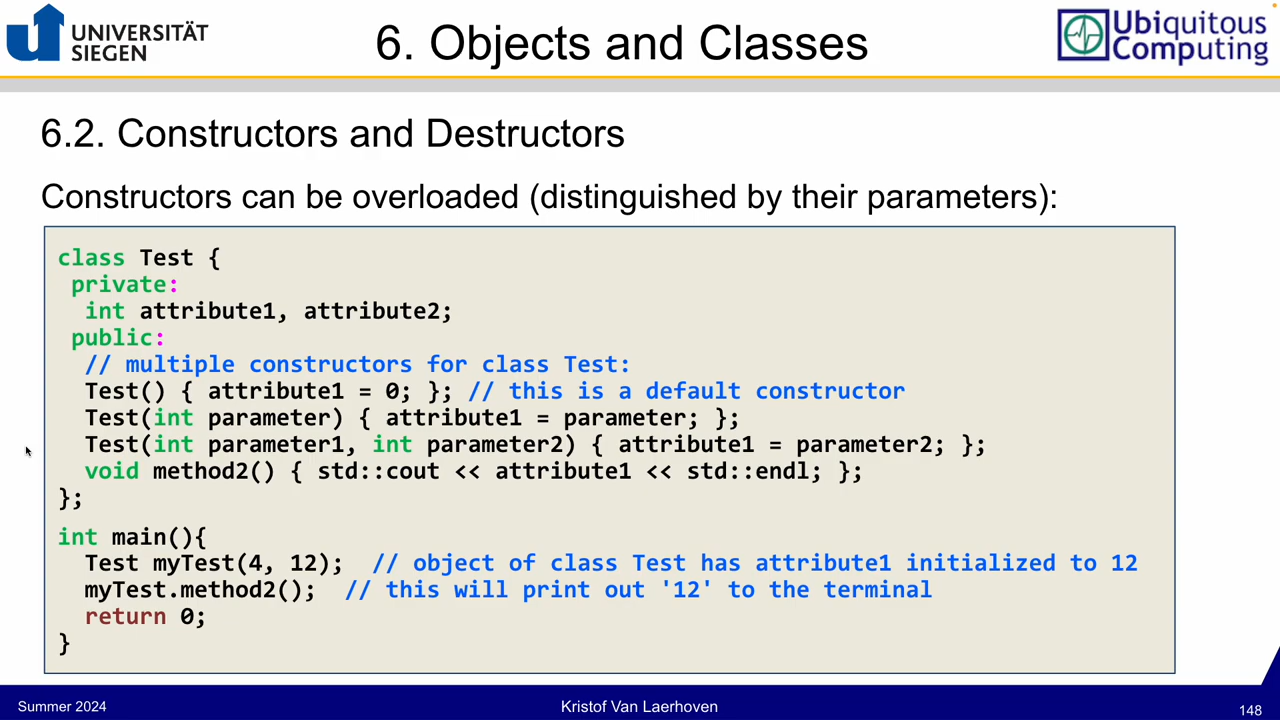 UNIVERSITÄT
SIEGEN
6. Objects and Classes
Ubiquitous
Computing
6.2. Constructors and Destructors
Constructors can be overloaded (distinguished by their parameters):
class Test {
 private:
  int attribute1, attribute2;
 public:
  // multiple constructors for class Test:
  Test() { attribute1 = 0; }; // this is a default constructor
  Test(int parameter) { attribute1 = parameter; };
  Test(int parameter1, int parameter2) { attribute1 = parameter2; };
  void method2() { std::cout << attribute1 << std::endl; };
};
int main(){
  Test myTest(4, 12);  // object of class Test has attribute1 initialized to 12
  myTest.method2();  // this will print out '12' to the terminal
  return 0;
}
Summer 2024
Kristof Van Laerhoven
148